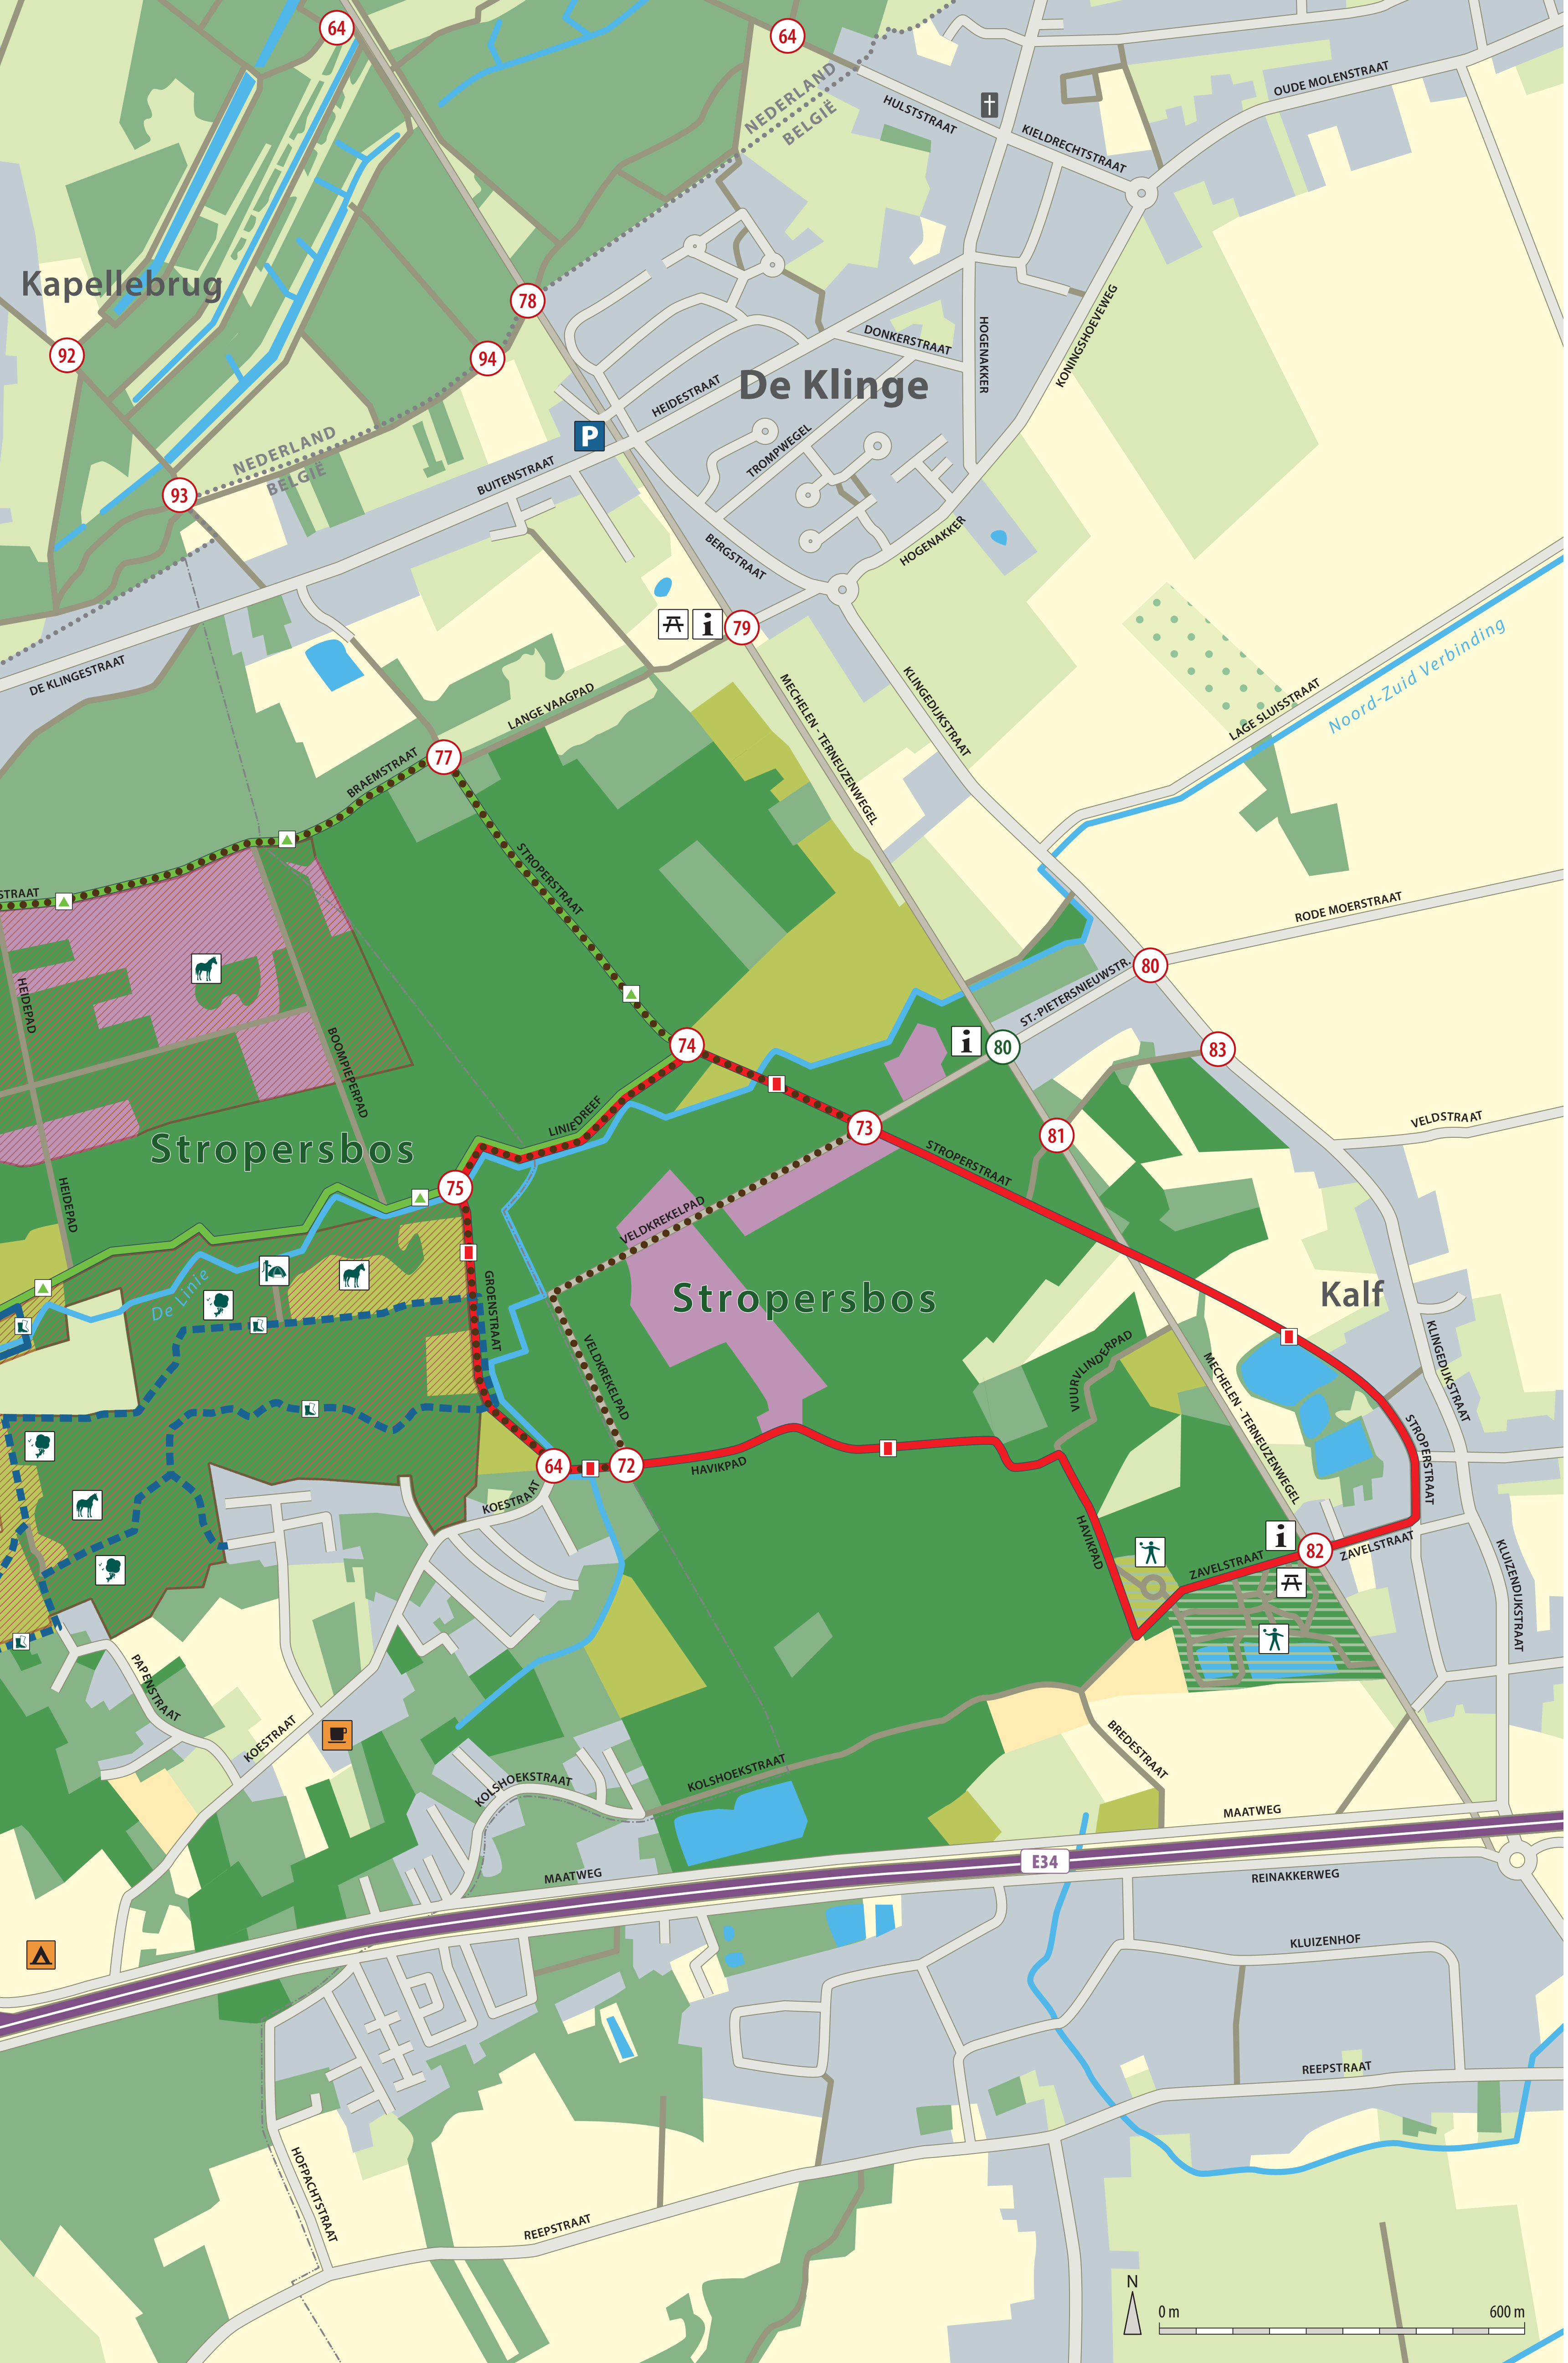 64
64
NEDERLAND
BELGIË
HULSTSTRAAT
KIELDRECHTSTRAAT
OUDE MOLENSTRAAT
Kapellebrug
78
92
94
DONKERSTRAAT
HOGENAKKER
KONINGSHOEVEWEG
De Klinge
HEIDESTRAAT
P
NEDERLAND
BELGIË
TROMPWEGEL
BUITENSTRAAT
93
BERGSTRAAT
HOGENAKKER
i
79
DE KLINGESTRAAT
LANGE VAAGPAD
MECHELEN - TERNEUZENWEGEL
KLINGEDIJKSTRAAT
LAGE SLUISSTRAAT
Noord-Zuid Verbinding
77
BRAEMSTRAAT
STROPERSTRAAT
STRAAT
RODE MOERSTRAAT
80
ST.-PIETERSNIEUWSTR.
HEIDEPAD
BOOMPIEPERPAD
74
i
80
83
LINIEDREEF
73
81
VELDSTRAAT
Stropersbos
STROPERSTRAAT
75
HEIDEPAD
VELDKREKELPAD
De Linie
GROENSTRAAT
Stropersbos
Kalf
VELDKREKELPAD
VUURVLINDERPAD
MECHELEN - TERNEUZENWEGEL
KLINGEDIJKSTRAAT
STROPERSTRAAT
64
72
HAVIKPAD
KOESTRAAT
HAVIKPAD
i
82
ZAVELSTRAAT
ZAVELSTRAAT
KLUIZENDIJKSTRAAT
PAPENSTRAAT
KOESTRAAT
BREDESTRAAT
KOLSHOEKSTRAAT
KOLSHOEKSTRAAT
MAATWEG
MAATWEG
E34
REINAKKERWEG
KLUIZENHOF
REEPSTRAAT
HOFPACHTSTRAAT
REEPSTRAAT
N
0 m
600 m